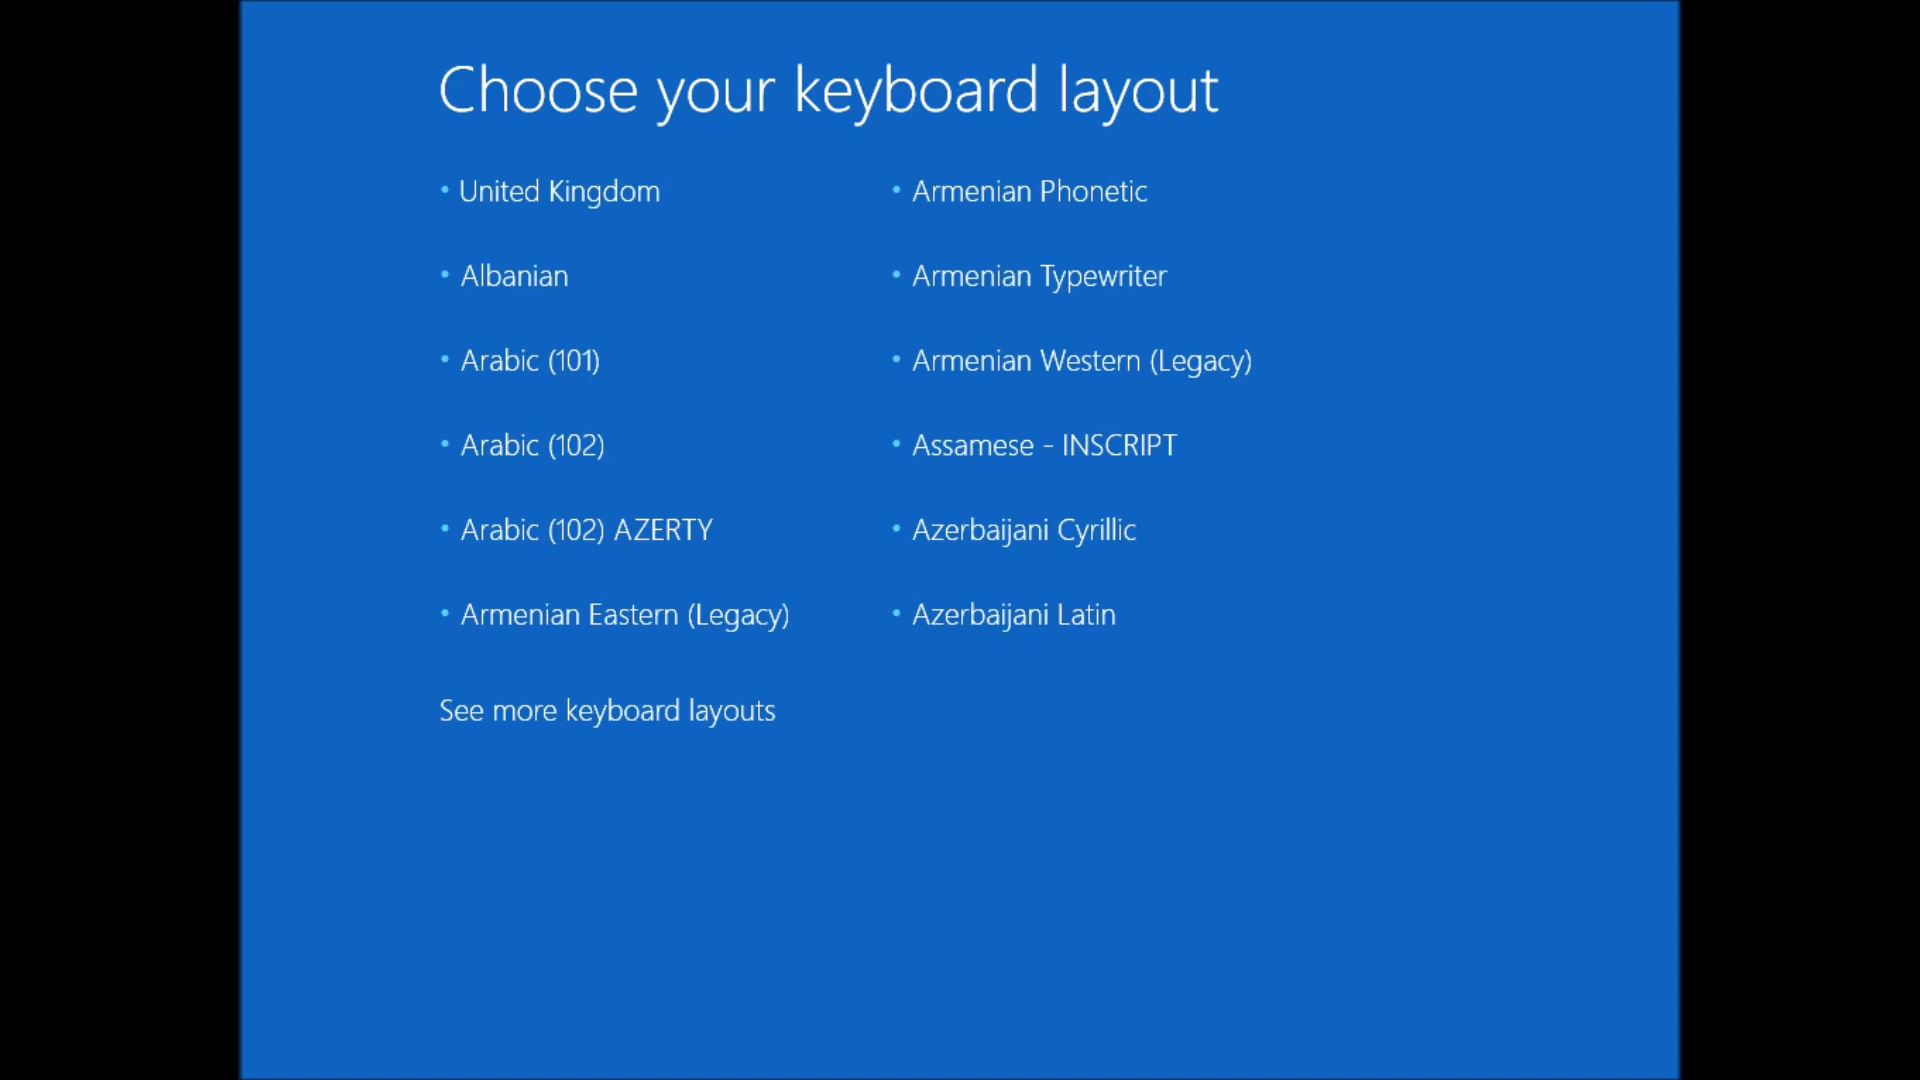 Choose your keyboard layout
• United Kingdom
• Albanian
• Arabic (101)
• Arabic (102)
• Arabic (102) AZERTY
• Armenian Eastern (Legacy)
• Armenian Phonetic
• Armenian Typewriter
• Armenian Western (Legacy)
• Assamese - INSCRIPT
• Azerbaijani Cyrillic
• Azerbaijani Latin
See more keyboard layouts